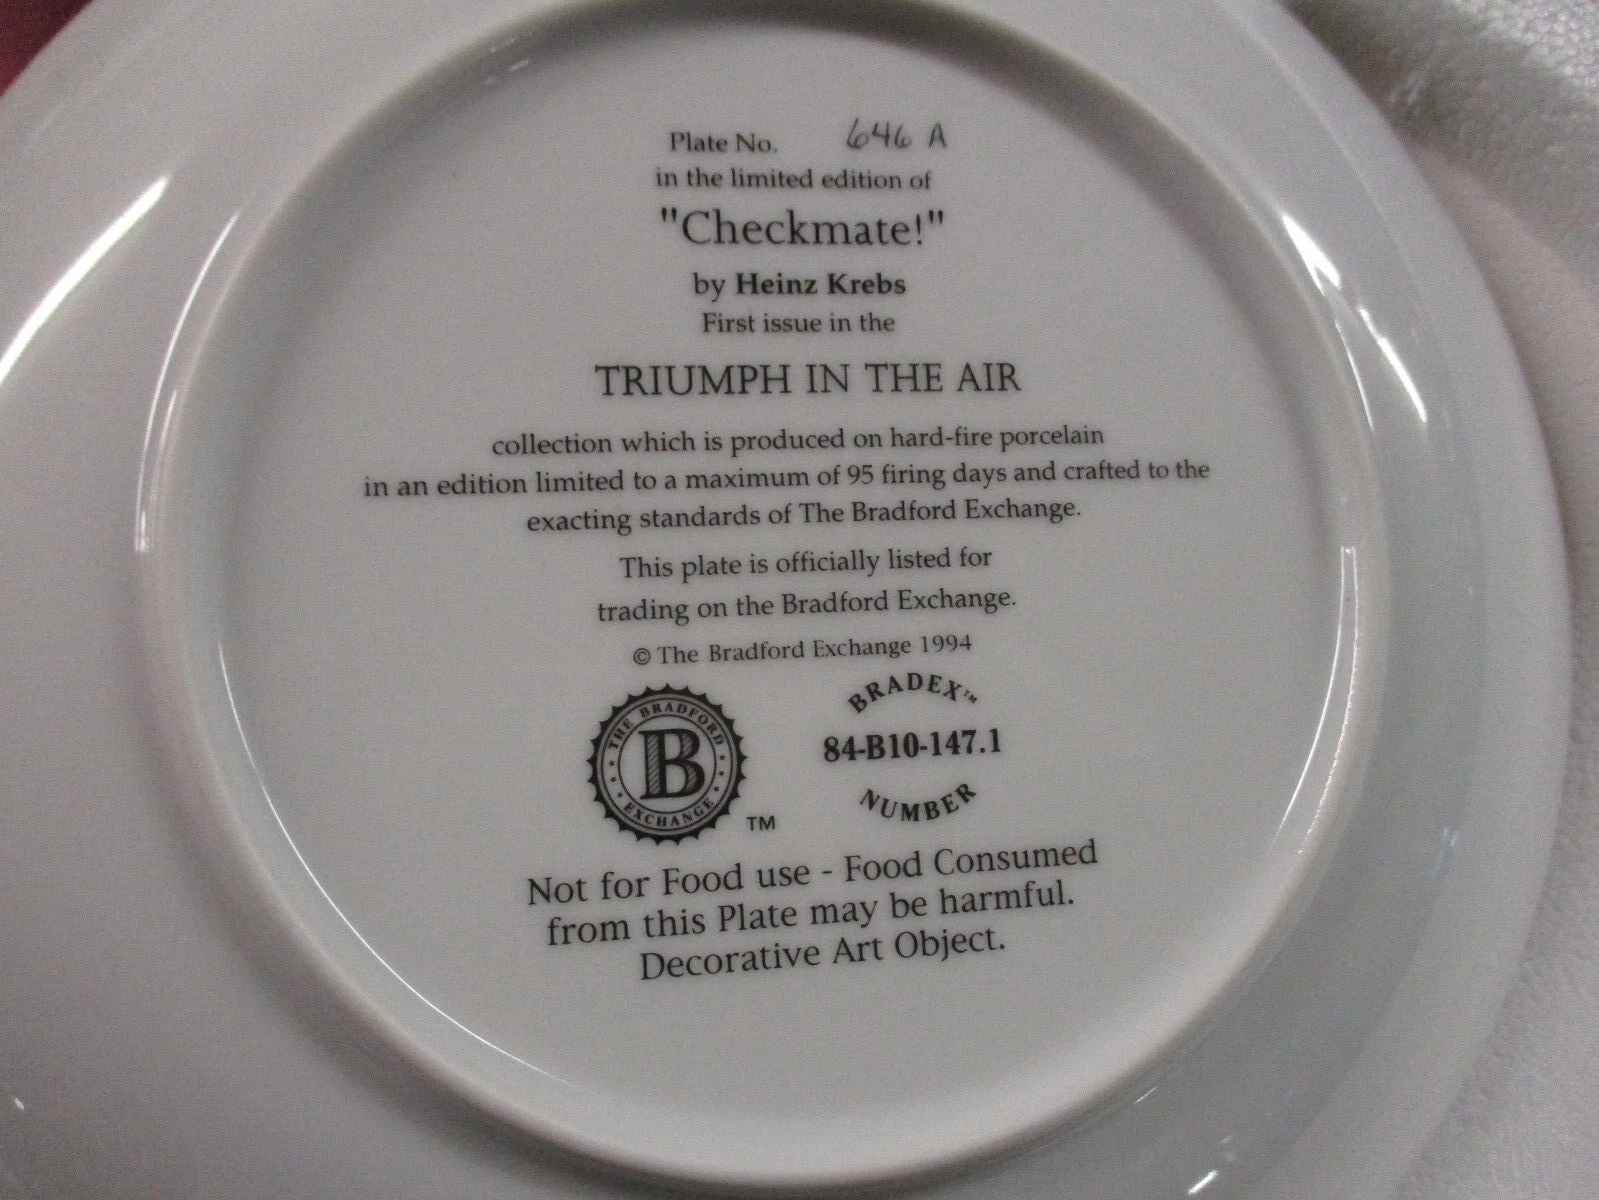 Plate No. 646 A
in the limited edition of
"Checkmate!"
by Heinz Krebs
First issue in the
TRIUMPH IN THE AIR
collection which is produced on hard-fire porcelain
in an edition limited to a maximum of 95 firing days and crafted to the
exacting standards of The Bradford Exchange.
This plate is officially listed for
trading on the Bradford Exchange.
© The Bradford Exchange 1994
THE BRADFORD
B
EXCHANGE
TM
BRADEX™
84-B10-147.1
NUMBER
Not for Food use - Food Consumed
from this Plate may be harmful.
Decorative Art Object.